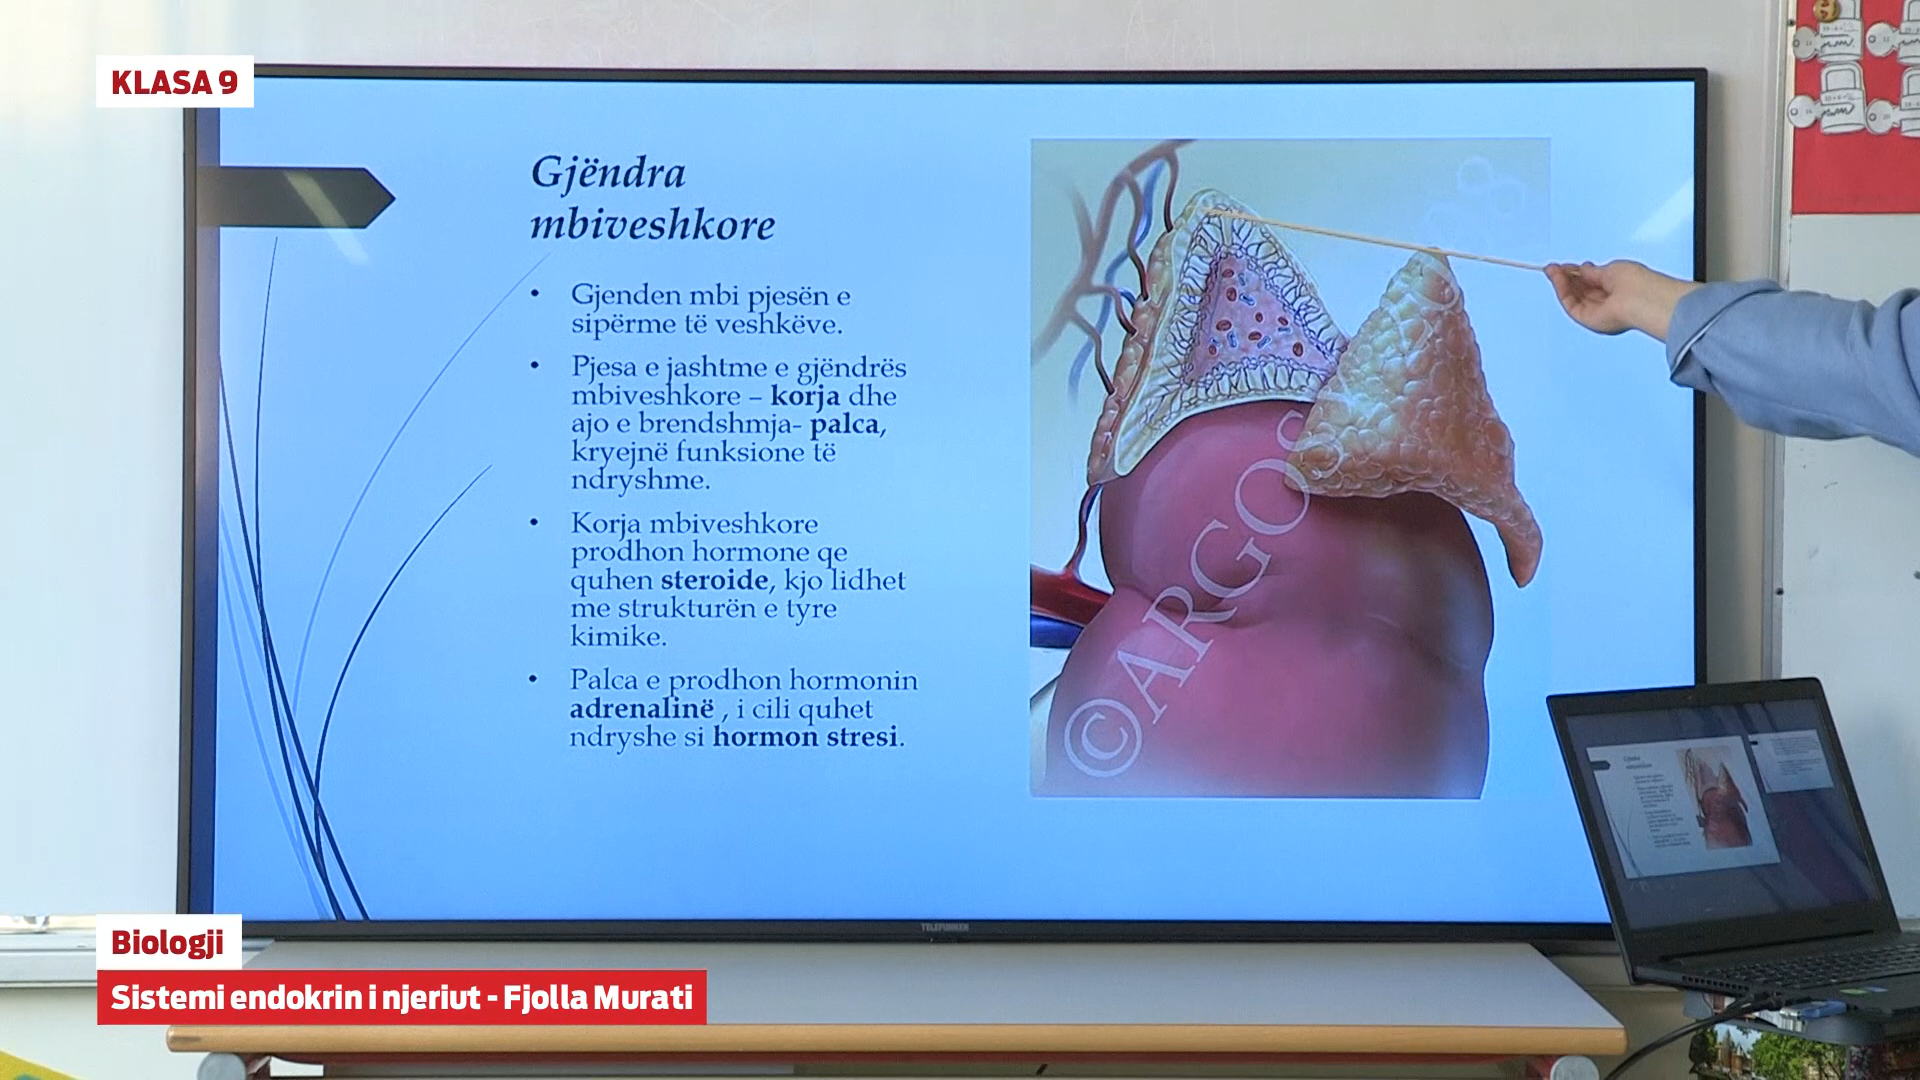 KLASA 9
Gjëndra
mbiveshkore
• Gjenden mbi pjesën e
sipërme të veshkëve.
• Pjesa e jashtme e gjëndrës
mbiveshkore – korja dhe
ajo e brendshmja- palca,
kryejnë funksione të
ndryshme.
• Korja mbiveshkore
prodhon hormone qe
quhen steroide, kjo lidhet
me strukturën e tyre
kimike.
• Palca e prodhon hormonin
adrenalinë , i cili quhet
ndryshe si hormon stresi.
©ARGOS
TELEFUNKEN
Biologji
Sistemi endokrin i njeriut - Fjolla Murati